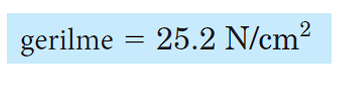 gerilme = 25.2 N/cm²